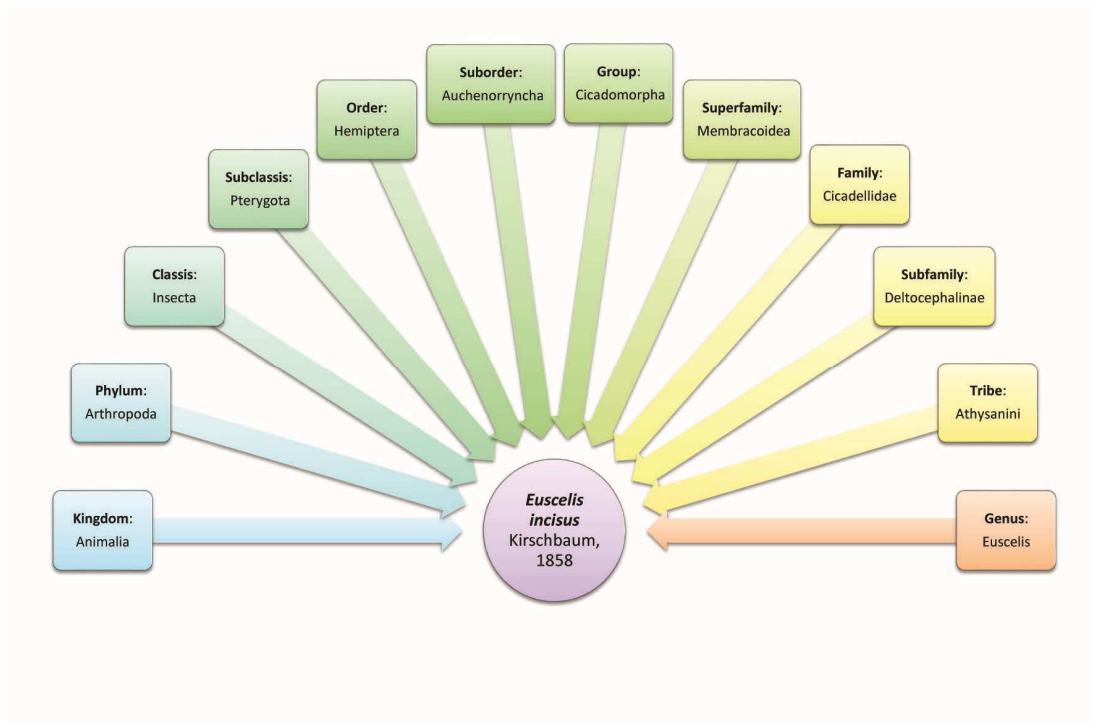 Kingdom:
Animalia
Phylum:
Arthropoda
Classis:
Insecta
Subclassis:
Pterygota
Order:
Hemiptera
Suborder:
Auchenorryncha
Group:
Cicadomorpha
Superfamily:
Membracoidea
Family:
Cicadellidae
Subfamily:
Deltocephalinae
Tribe:
Athysanini
Genus:
Euscelis
Euscelis
incisus
Kirschbaum,
1858